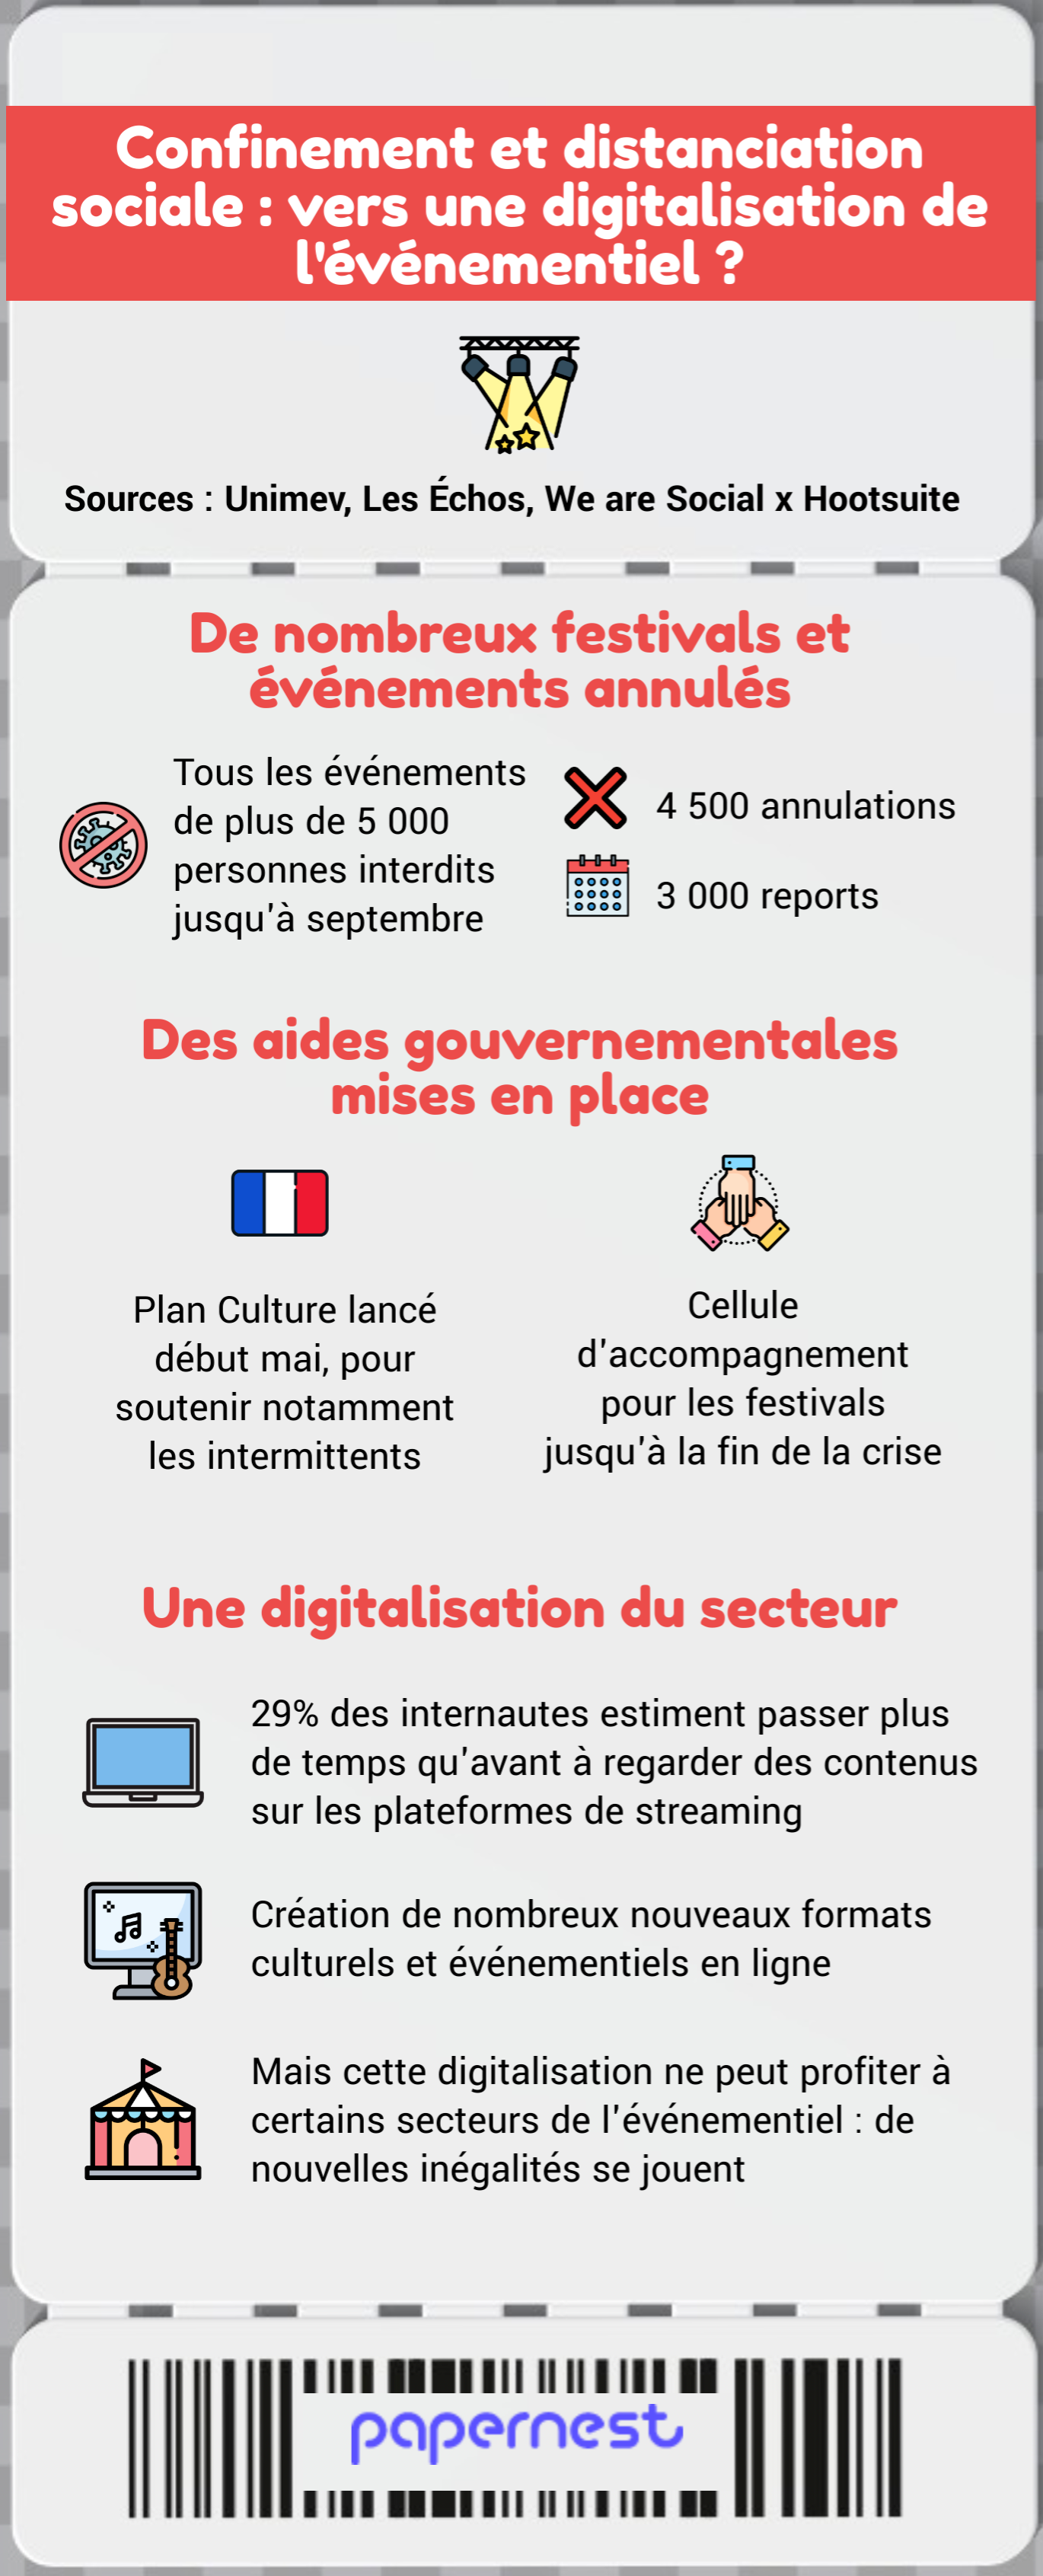 Confinement et distanciation
sociale : vers une digitalisation de
l'événementiel ?
Sources : Unimev, Les Échos, We are Social x Hootsuite
De nombreux festivals et
événements annulés
Tous les événements
de plus de 5 000
personnes interdits
jusqu'à septembre
4 500 annulations
3 000 reports
Des aides gouvernementales
mises en place
Plan Culture lancé
début mai, pour
soutenir notamment
les intermittents
Cellule
d'accompagnement
pour les festivals
jusqu'à la fin de la crise
Une digitalisation du secteur
29% des internautes estiment passer plus
de temps qu'avant à regarder des contenus
sur les plateformes de streaming
Création de nombreux nouveaux formats
culturels et événementiels en ligne
Mais cette digitalisation ne peut profiter à
certains secteurs de l'événementiel : de
nouvelles inégalités se jouent
papernest